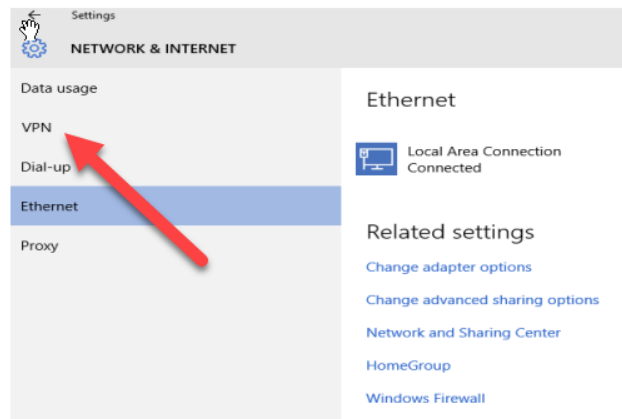 Settings
NETWORK & INTERNET
Data usage
VPN
Dial-up
Ethernet
Proxy
Ethernet
Local Area Connection
Connected
Related settings
Change adapter options
Change advanced sharing options
Network and Sharing Center
HomeGroup
Windows Firewall